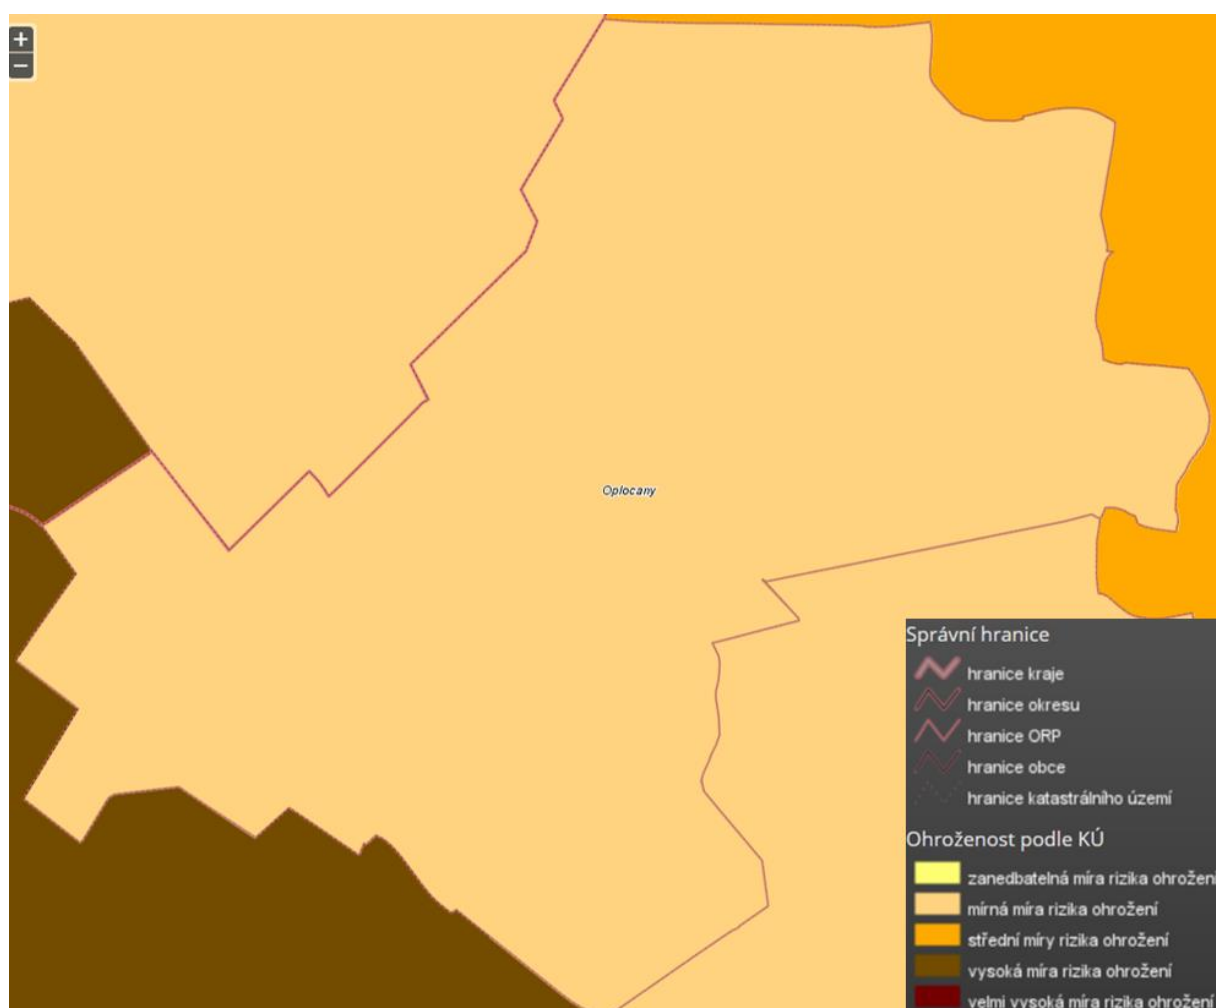 +
−
Oplocany
Správní hranice
hranice kraje
hranice okresu
hranice ORP
hranice obce
hranice katastrálního území
Ohroženost podle KÚ
zanedbatelná míra rizika ohrožení
mírná míra rizika ohrožení
střední míry rizika ohrožení
vysoká míra rizika ohrožení
velmi vysoká míra rizika ohrožení